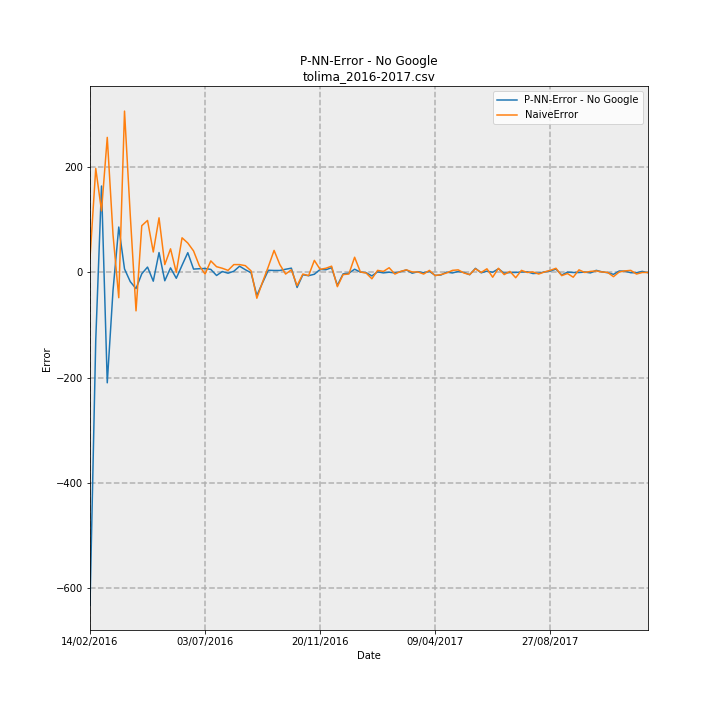 P-NN-Error - No Google
tolima_2016-2017.csv
P-NN-Error - No Google
NaiveError
200
0
−200
−400
−600
Error
14/02/2016
03/07/2016
20/11/2016
09/04/2017
27/08/2017
Date